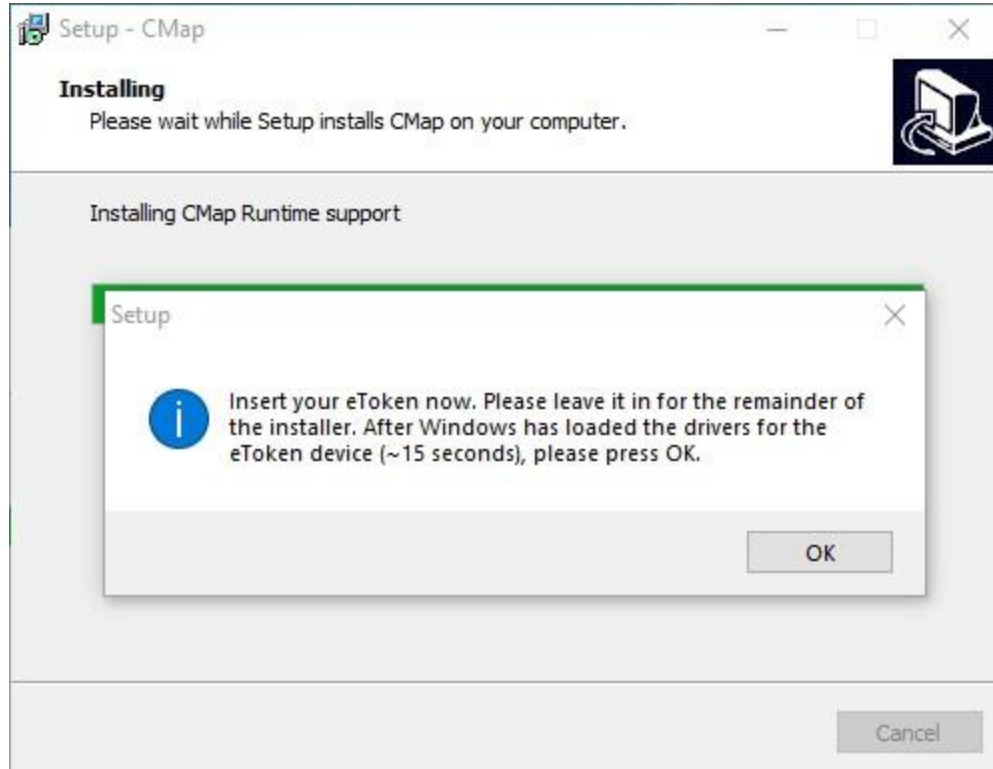 Setup - CMap
Installing
Please wait while Setup installs CMap on your computer.
Installing CMap Runtime support
Setup
Insert your eToken now. Please leave it in for the remainder of
the installer. After Windows has loaded the drivers for the
eToken device (~15 seconds), please press OK.
OK
Cancel